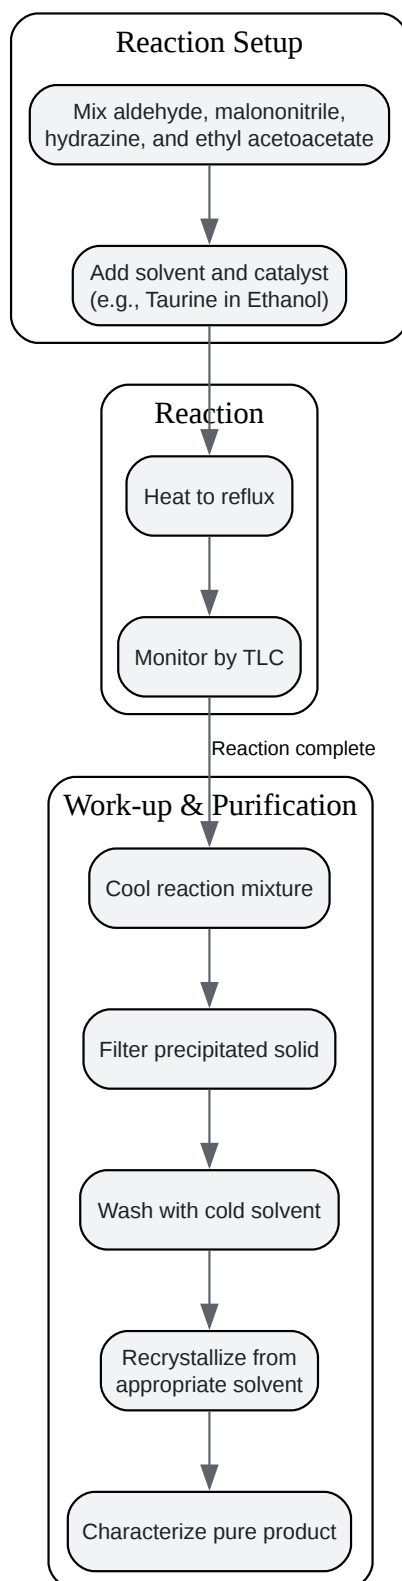 Reaction Setup
Mix aldehyde, malononitrile,
hydrazine, and ethyl acetoacetate
Add solvent and catalyst
(e.g., Taurine in Ethanol)
Reaction
Heat to reflux
Monitor by TLC
Reaction complete
Work-up & Purification
Cool reaction mixture
Filter precipitated solid
Wash with cold solvent
Recrystallize from
appropriate solvent
Characterize pure product